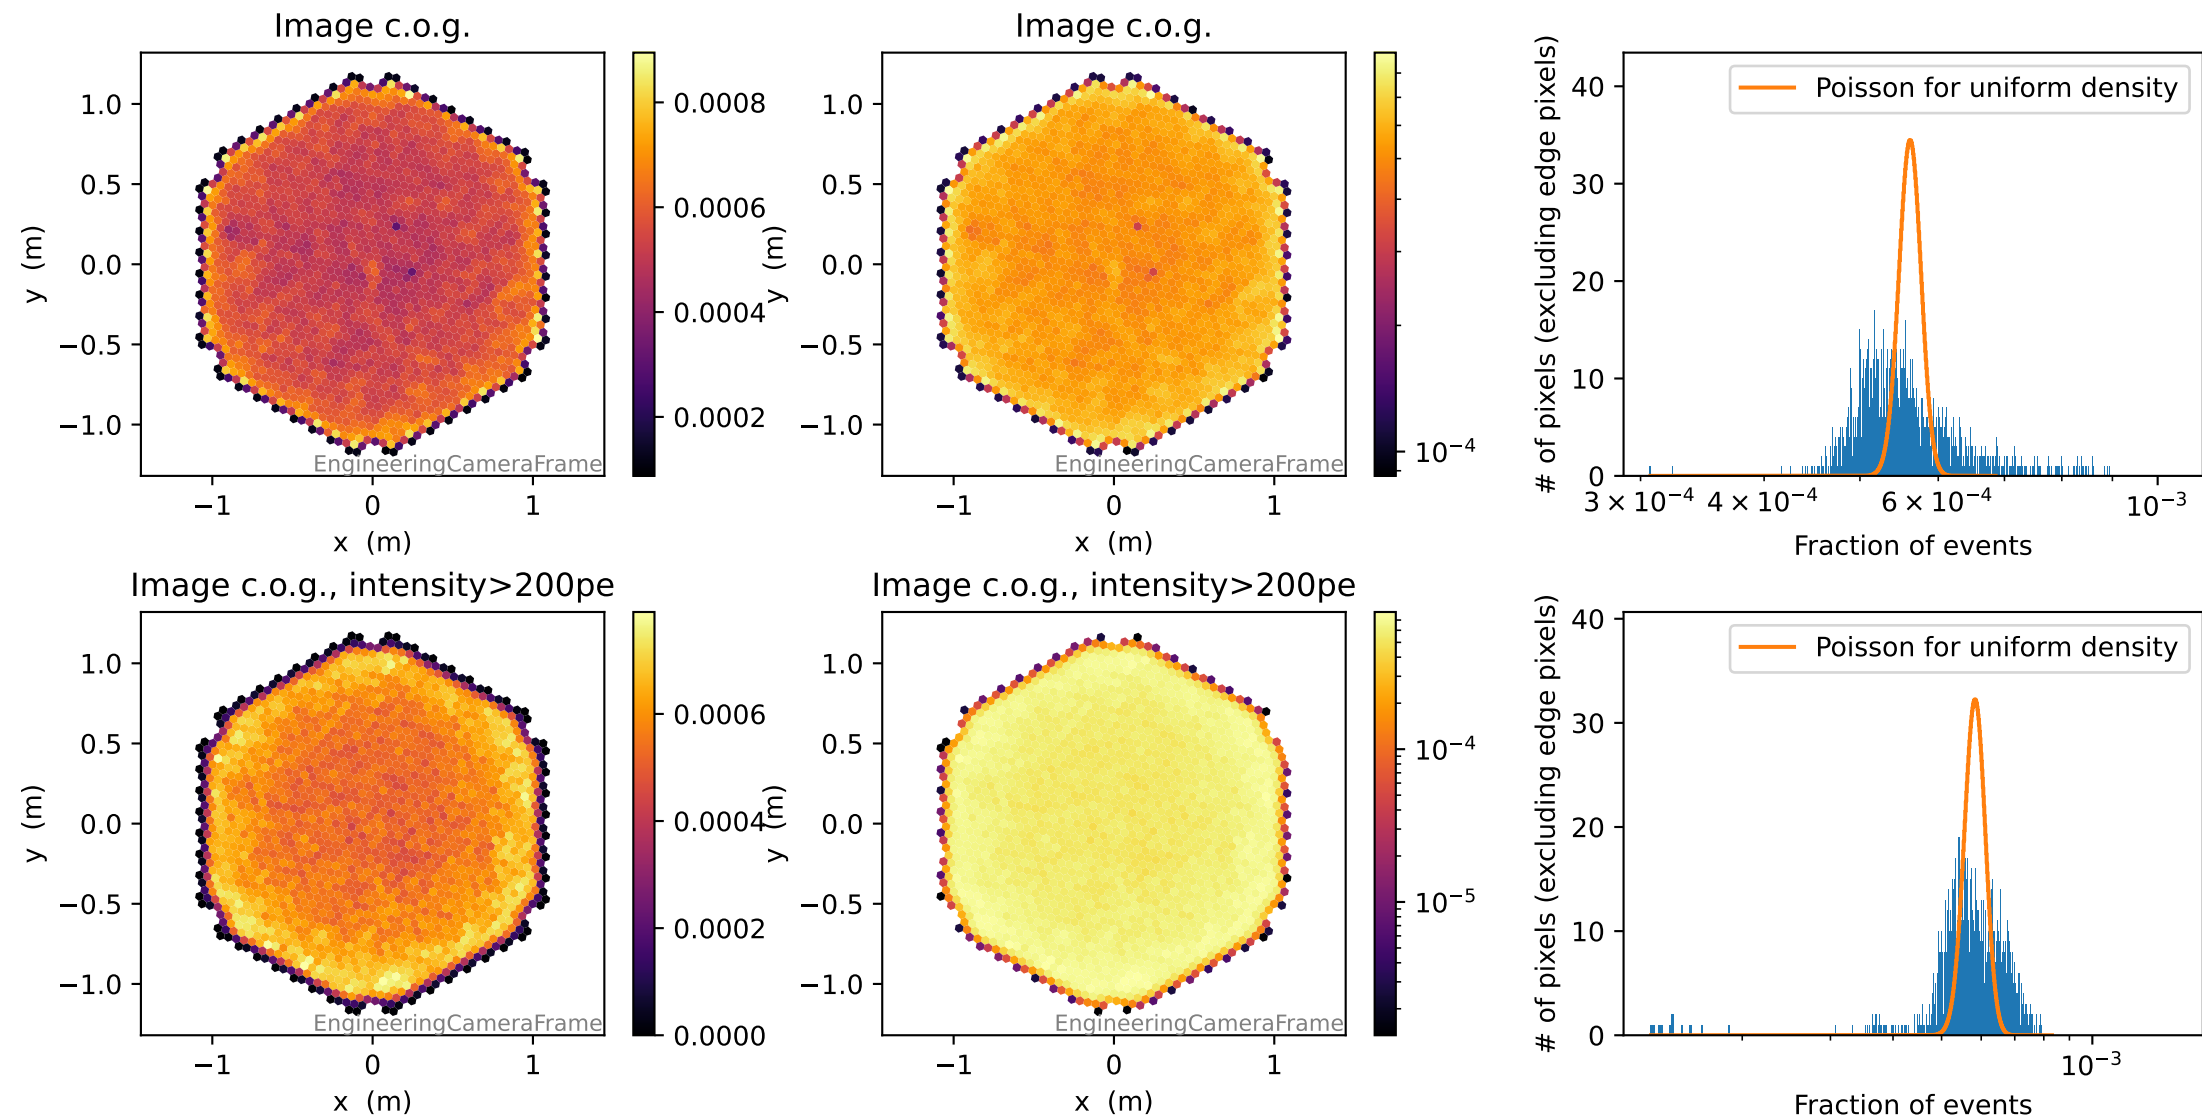 Image c.o.g.
y (m)
1.0
0.5
0.0
−0.5
−1.0
−1 0 1
x (m)
EngineeringCameraFrame
0.0008
0.0006
0.0004
0.0002
Image c.o.g.
y (m)
1.0
0.5
0.0
−0.5
−1.0
−1 0 1
x (m)
EngineeringCameraFrame
10⁻⁴
# of pixels (excluding edge pixels)
40
30
20
10
0
Poisson for uniform density
3 × 10⁻⁴ 4 × 10⁻⁴ 6 × 10⁻⁴ 10⁻³
Fraction of events
Image c.o.g., intensity>200pe
y (m)
1.0
0.5
0.0
−0.5
−1.0
−1 0 1
x (m)
EngineeringCameraFrame
0.0006
0.0004
0.0002
0.0000
Image c.o.g., intensity>200pe
y (m)
1.0
0.5
0.0
−0.5
−1.0
−1 0 1
x (m)
EngineeringCameraFrame
10⁻⁴
10⁻⁵
# of pixels (excluding edge pixels)
40
30
20
10
0
Poisson for uniform density
10⁻³
Fraction of events